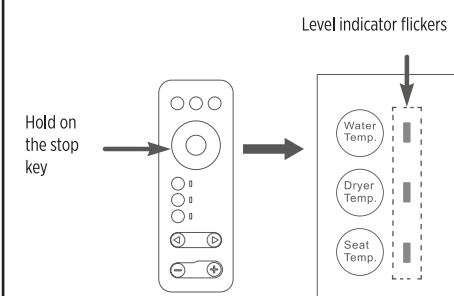 Level indicator flickers
Hold on
the stop
key
Water
Temp.
Dryer
Temp.
Seat
Temp.